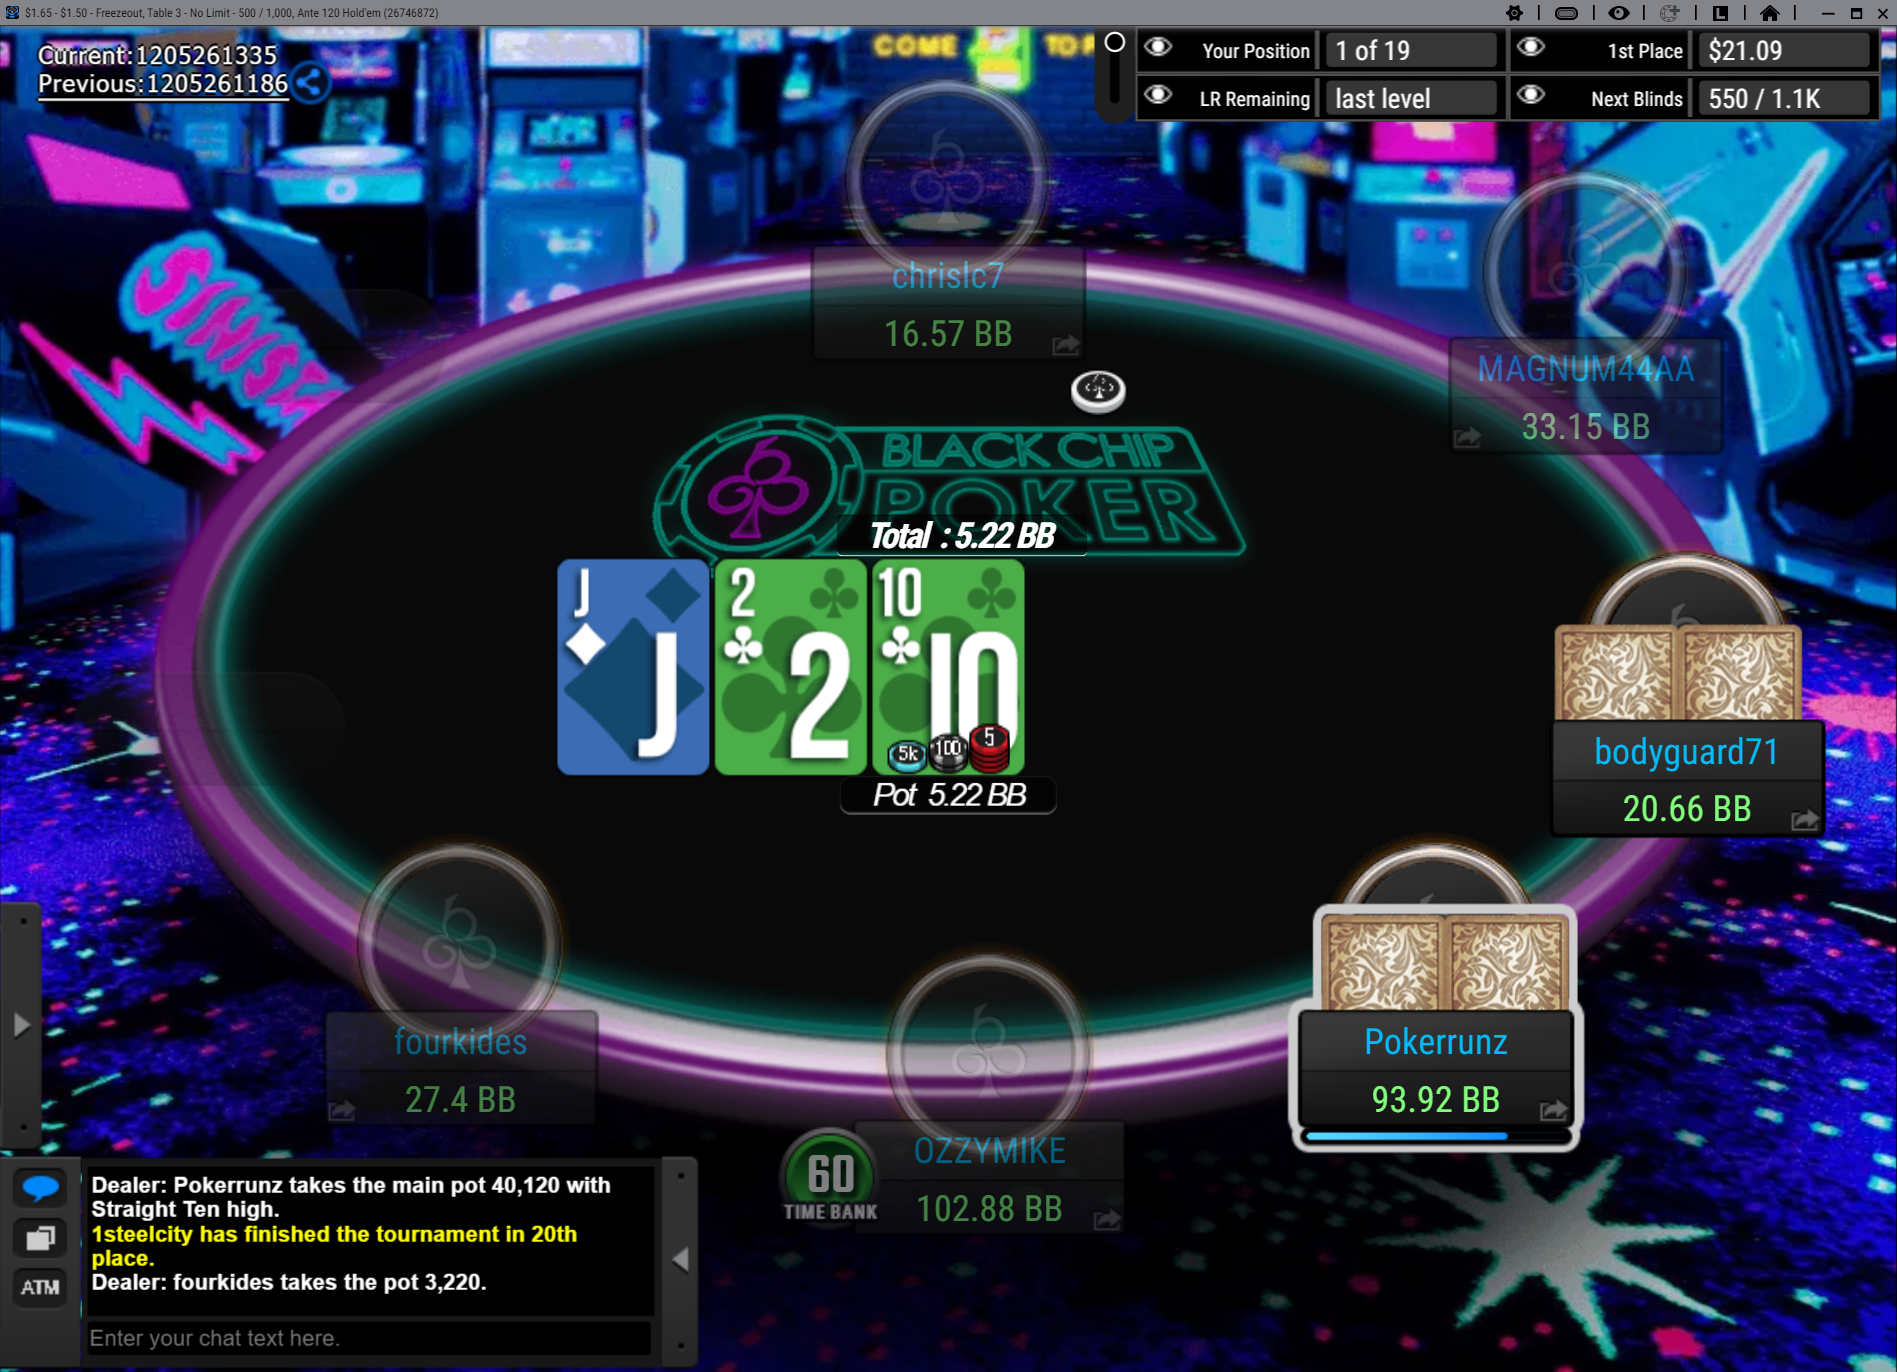 $1.65 - $1.50 - Freezeout, Table 3 - No Limit - 500 / 1,000, Ante 120 Hold'em (26746872)
L
Current:1205261335
Previous:1205261186
COME
Your Position
1 of 19
1st Place
$21.09
LR Remaining
last level
Next Blinds
550 / 1.1K
chrislc7
16.57 BB
MAGNUM44AA
33.15 BB
BLACK CHIP
POKER
Total : 5.22 BB
J
J
2
2
10
10
5k
100
5
Pot 5.22 BB
bodyguard71
20.66 BB
fourkides
27.4 BB
Pokerrunz
93.92 BB
OZZYMIKE
102.88 BB
60
TIME BANK
Dealer: Pokerrunz takes the main pot 40,120 with
Straight Ten high.
1steelcity has finished the tournament in 20th
place.
Dealer: fourkides takes the pot 3,220.
ATM
Enter your chat text here.